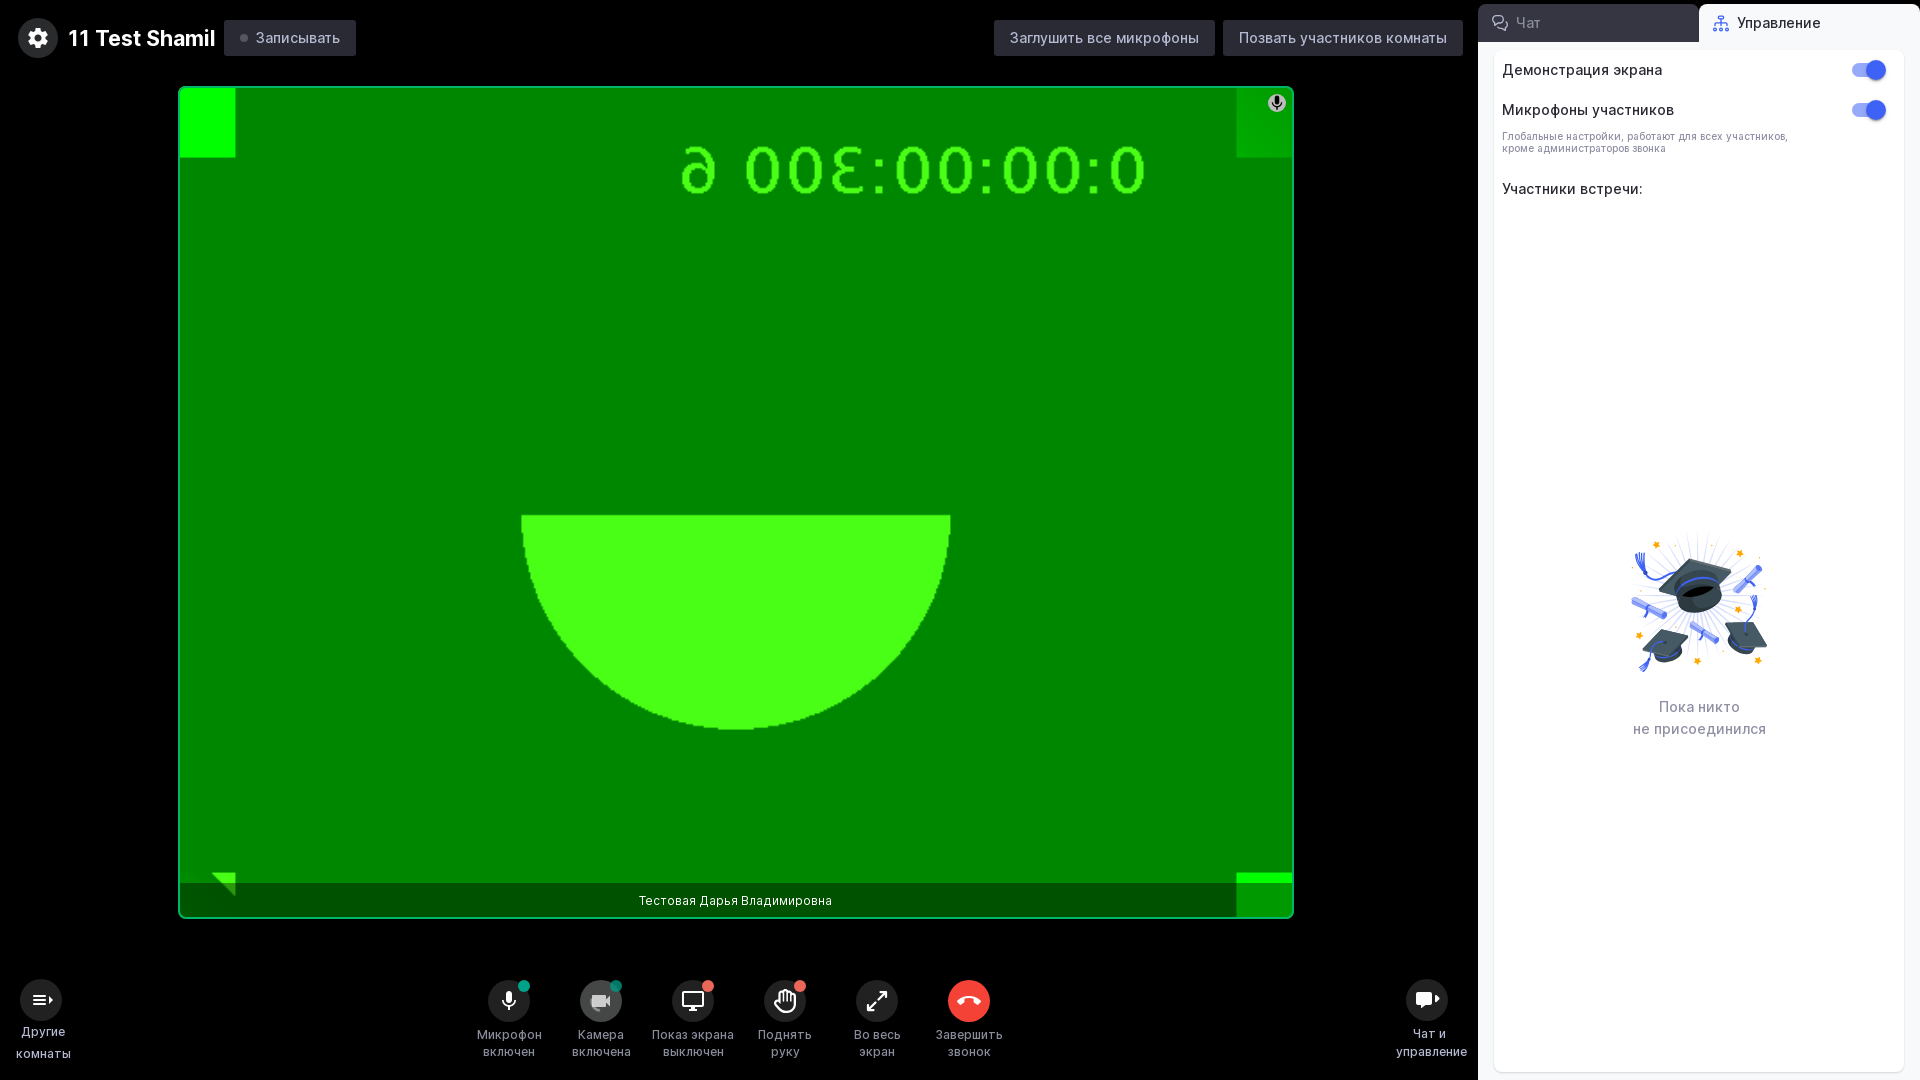 11 Test Shamil
Записывать
Заглушить все микрофоны
Позвать участников комнаты
Чат
Управление
0:00:00:300 6
Демонстрация экрана
Микрофоны участников
Глобальные настройки, работают для всех участников,
кроме администраторов звонка
Участники встречи:
Пока никто
не присоединился
Тестовая Дарья Владимировна
Другие
комнаты
Микрофон
включен
Камера
включена
Показ экрана
выключен
Поднять
руку
Во весь
экран
Завершить
звонок
Чат и
управление